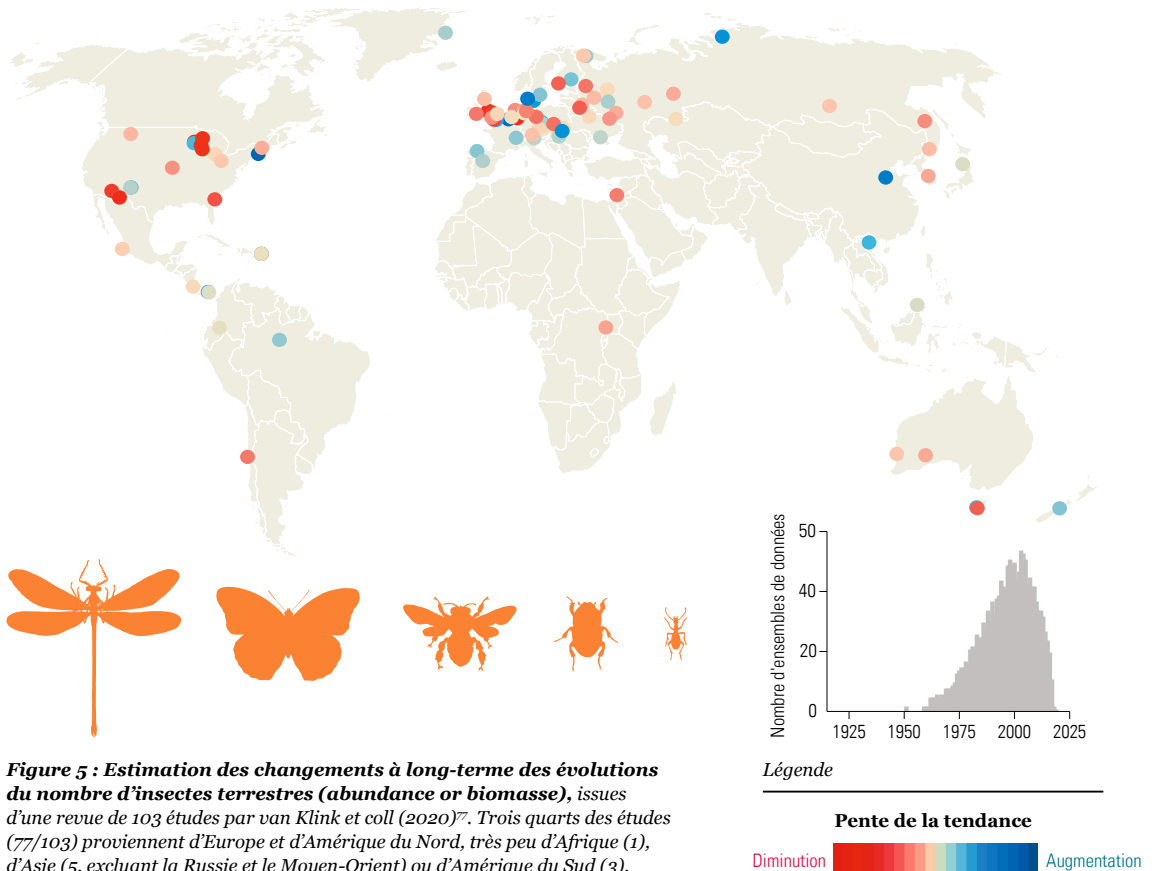 Nombre d'ensembles de données
50
40
20
0
1925 1950 1975 2000 2025
Figure 5 : Estimation des changements à long-terme des évolutions
du nombre d’insectes terrestres (abundance or biomasse), issues
d’une revue de 103 études par van Klink et coll (2020)77. Trois quarts des études
(77/103) proviennent d’Europe et d’Amérique du Nord, très peu d’Afrique (1),
d’Asie (5, excluant la Russie et le Moyen-Orient) ou d’Amérique du Sud (3).
Légende
Pente de la tendance
Diminution Augmentation